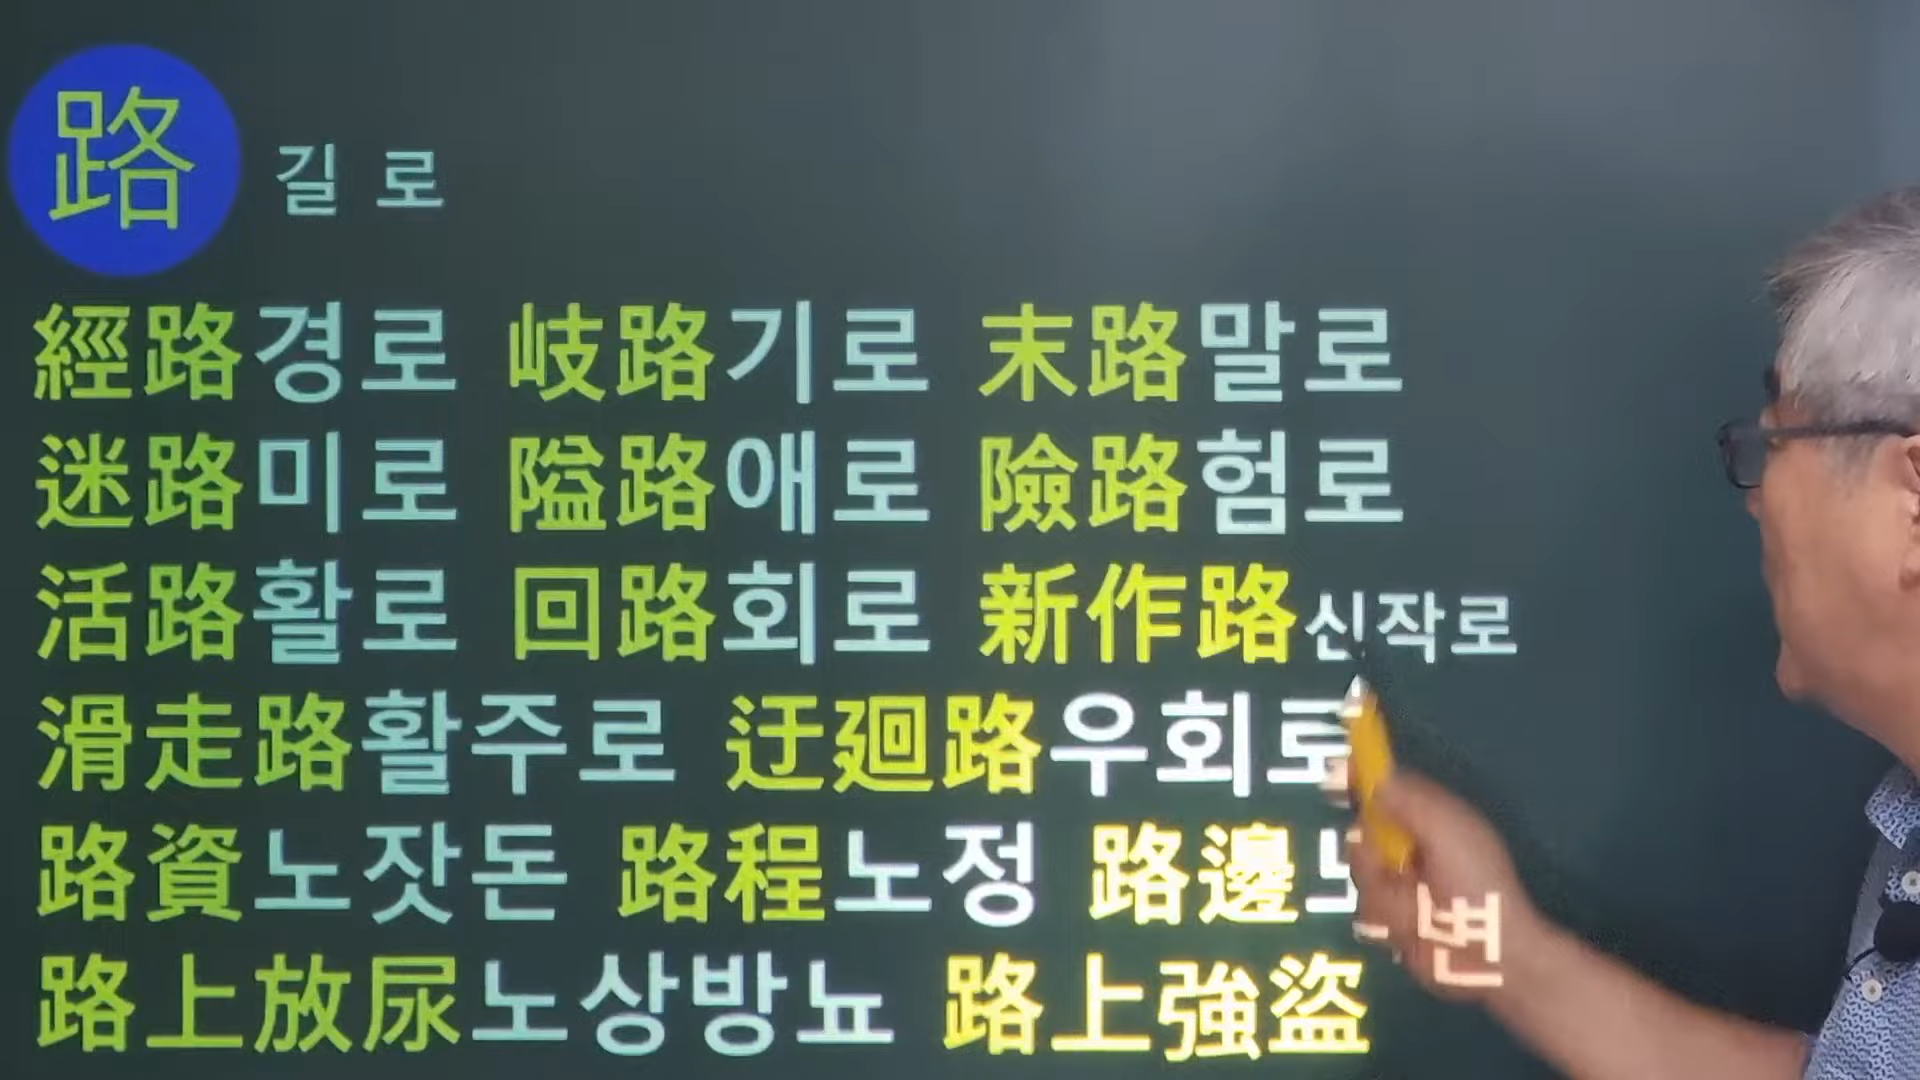 路 길 로
經路경로 岐路기로 末路말로
迷路미로 隘路애로 險路험로
活路활로 回路회로 新作路신작로
滑走路활주로 迂廻路우회로
路資노잣돈 路程노정 路邊노변
路上放尿노상방뇨 路上強盜